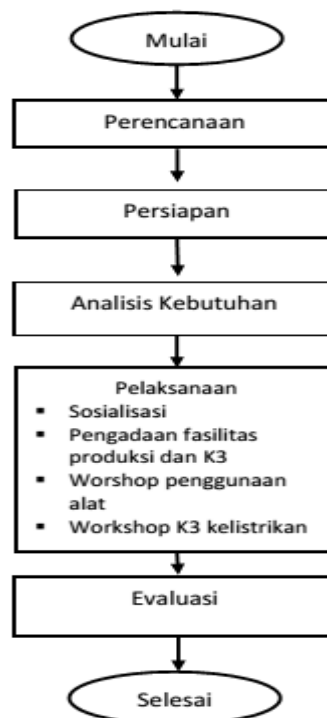 Mulai
Perencanaan
Persiapan
Analisis Kebutuhan
Pelaksanaan
▪ Sosialisasi
▪ Pengadaan fasilitas
produksi dan K3
▪ Worshop penggunaan
alat
▪ Workshop K3 kelistrikan
Evaluasi
Selesai